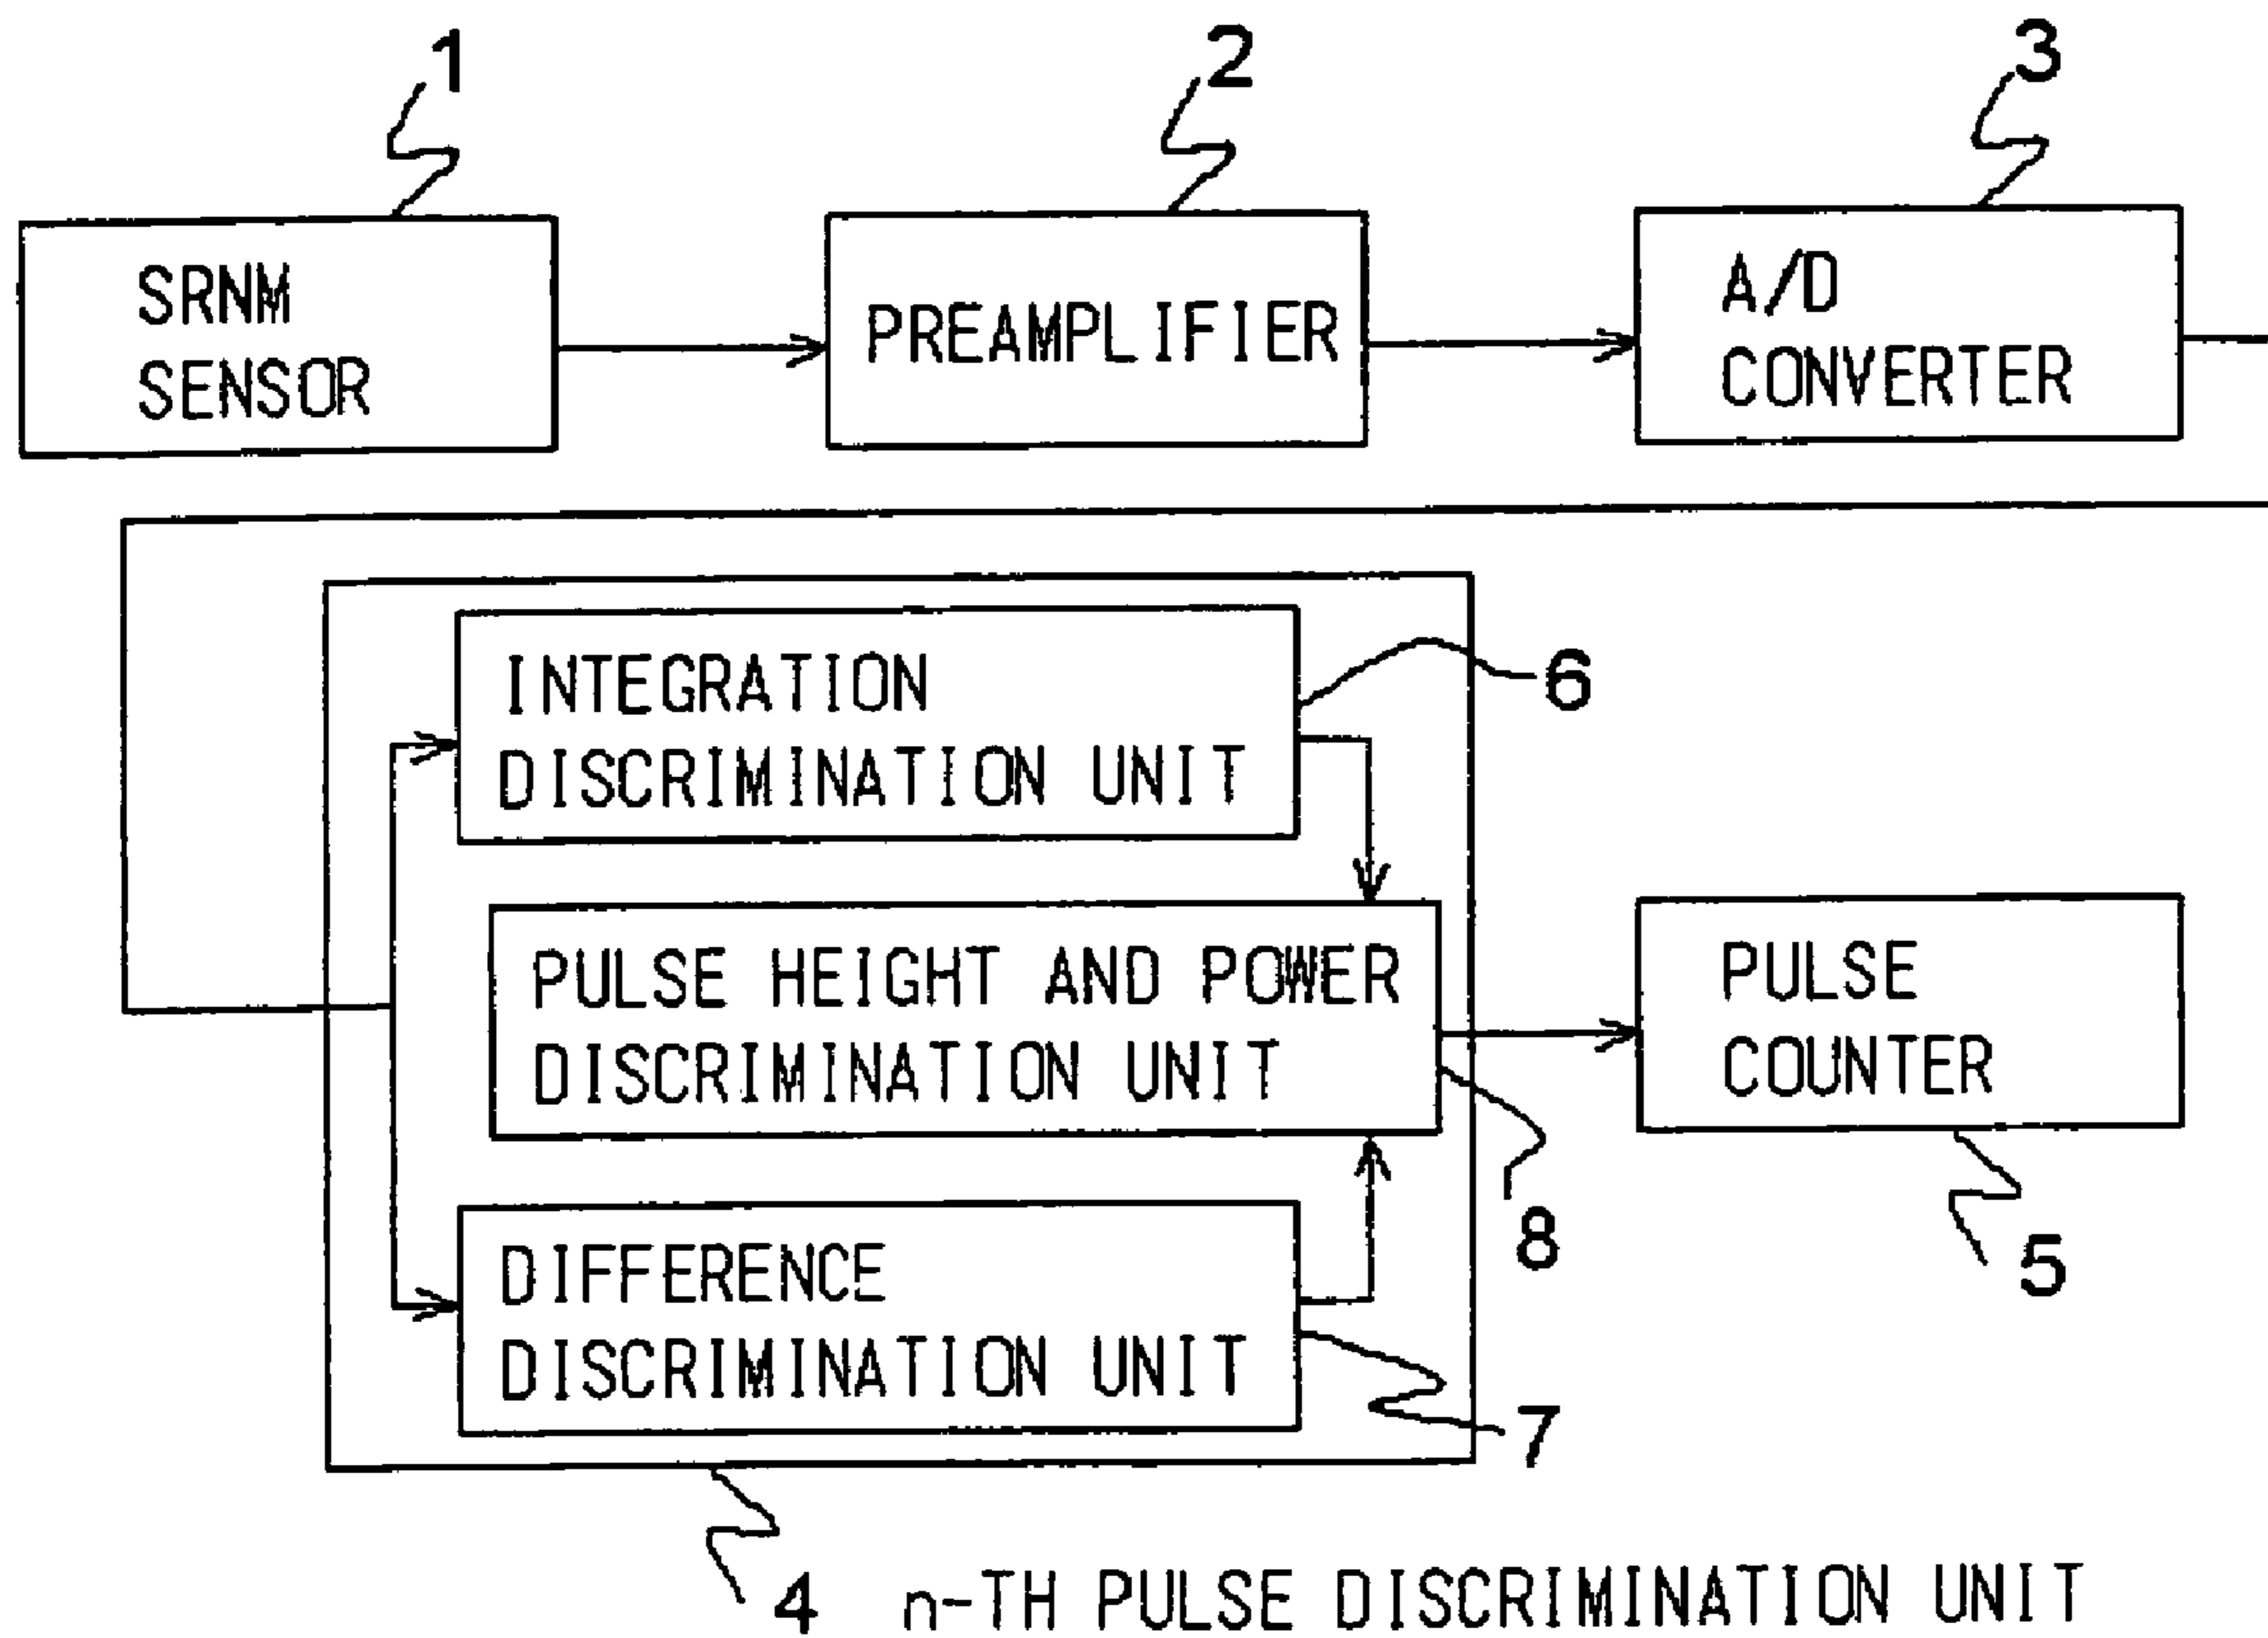 1
2
3
SRNM
SENSOR
PREAMPLIFIER
A/D
CONVERTER
INTEGRATION
DISCRIMINATION UNIT
6
PULSE HEIGHT AND POWER
DISCRIMINATION UNIT
PULSE
COUNTER
8
5
DIFFERENCE
DISCRIMINATION UNIT
7
4 n-TH PULSE DISCRIMINATION UNIT